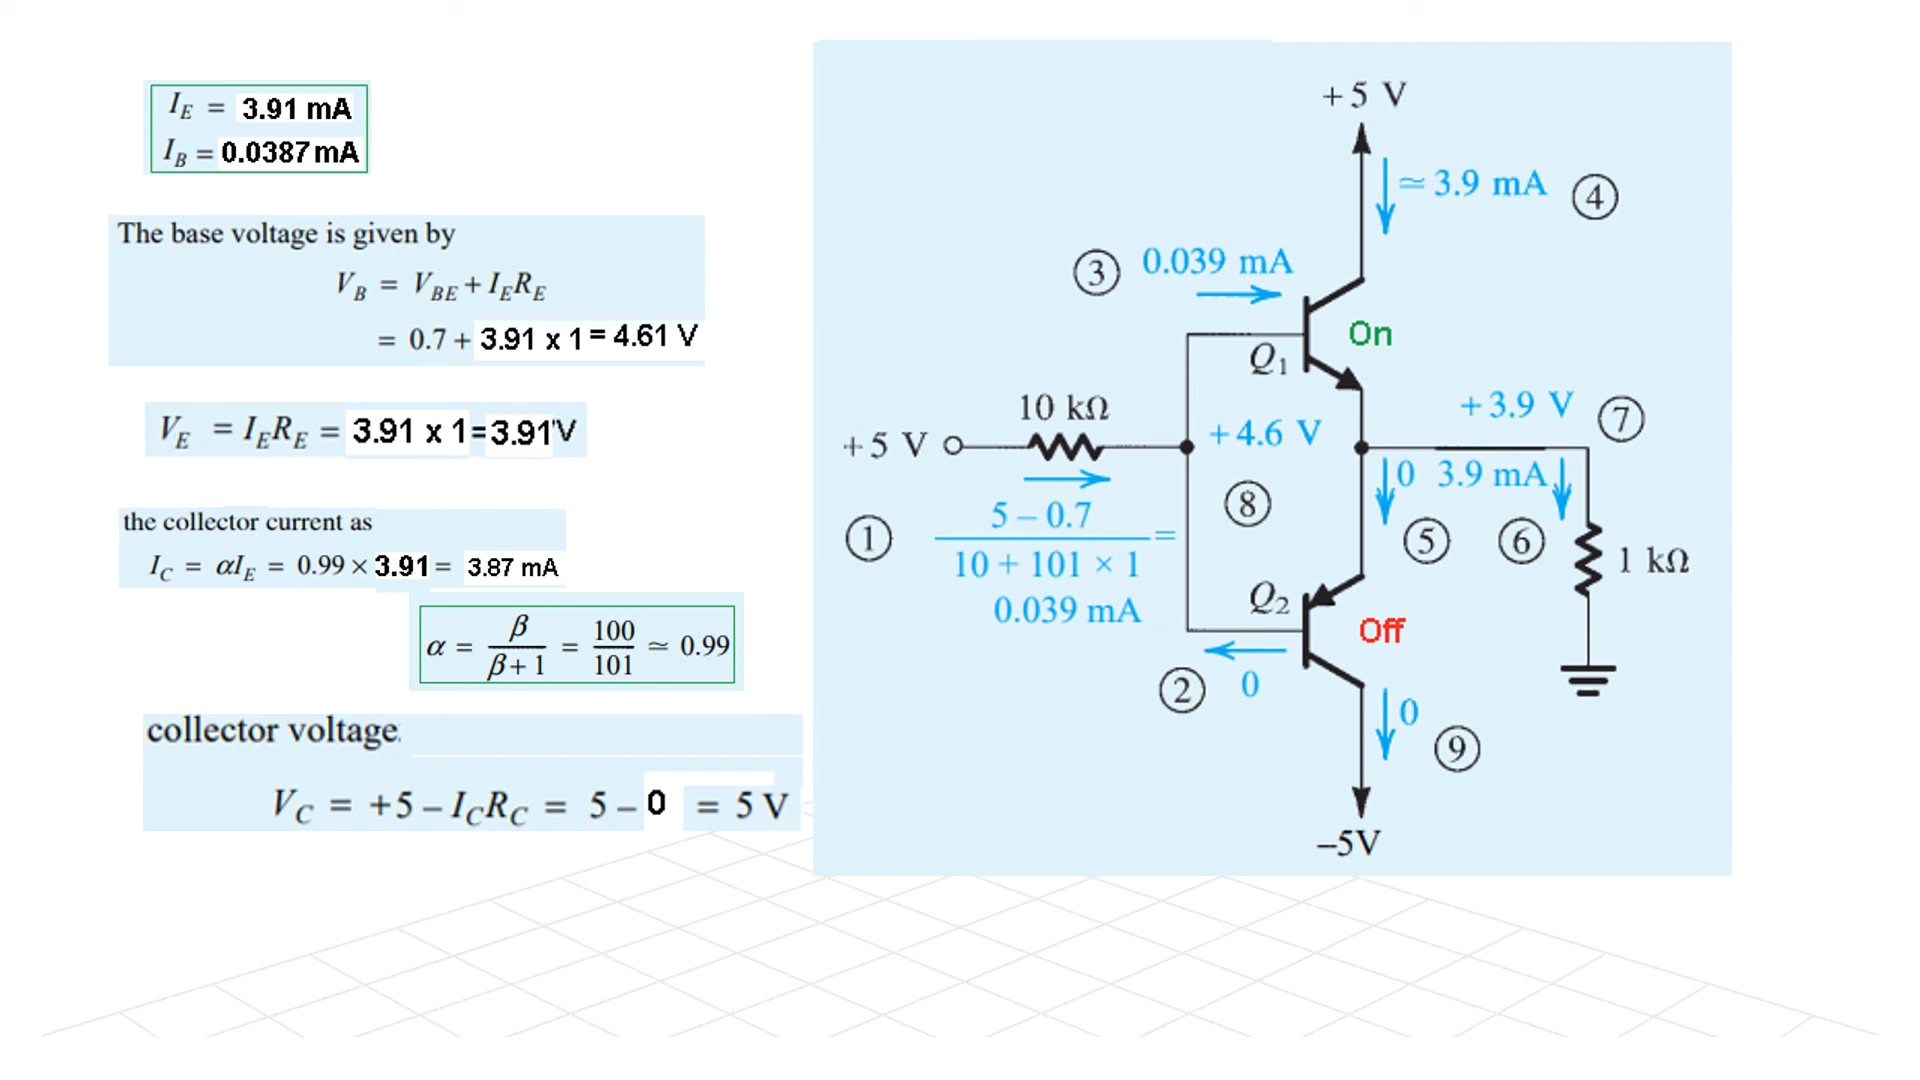 I_E = 3.91 mA
I_B = 0.0387 mA
The base voltage is given by
V_B = V_BE + I_E R_E
= 0.7 + 3.91 x 1 = 4.61 V
V_E = I_E R_E = 3.91 x 1 = 3.91 V
the collector current as
I_C = αI_E = 0.99 × 3.91 = 3.87 mA
α = β/(β+1) = 100/101 ≃ 0.99
collector voltage
V_C = +5 – I_C R_C = 5 – 0 = 5 V
+5 V
≃ 3.9 mA ④
③ 0.039 mA
On
Q₁
10 kΩ
+3.9 V ⑦
+5 V
+4.6 V
0 3.9 mA
⑧
① (5 – 0.7)/(10 + 101 × 1) =
0.039 mA
⑤ ⑥
1 kΩ
Q₂
Off
② 0
0
⑨
–5V